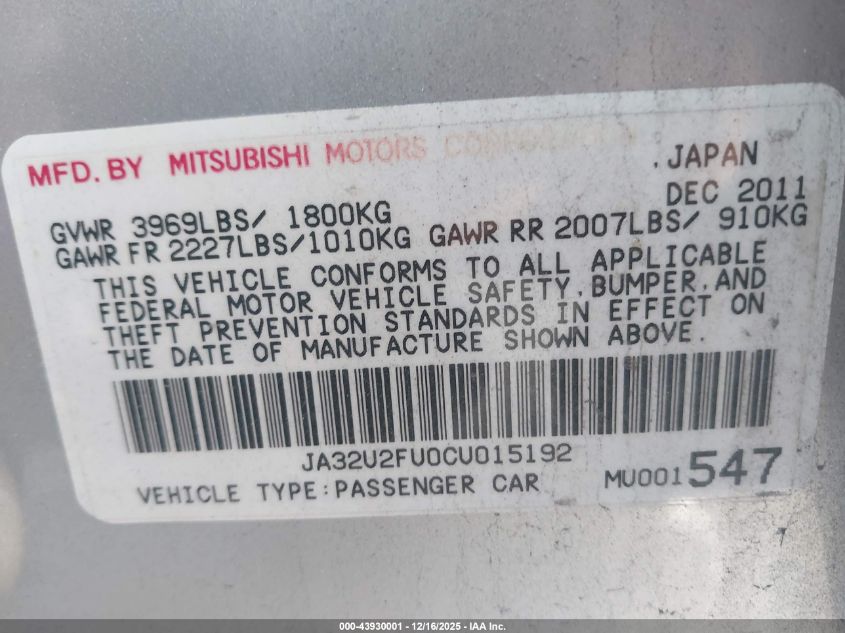 MFD. BY MITSUBISHI MOTORS CORPORATION
, JAPAN
DEC 2011
GVWR 3969LBS/ 1800KG
GAWR FR 2227LBS/1010KG GAWR RR 2007LBS/ 910KG
THIS VEHICLE CONFORMS TO ALL APPLICABLE
FEDERAL MOTOR VEHICLE SAFETY, BUMPER, AND
THEFT PREVENTION STANDARDS IN EFFECT ON
THE DATE OF MANUFACTURE SHOWN ABOVE.
JA32U2FU0CU015192
VEHICLE TYPE:PASSENGER CAR
MU001547
000-43930001 - 12/16/2025 - IAA Inc.